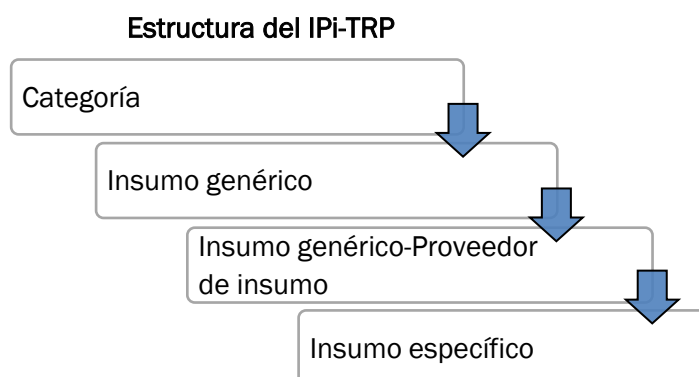 Estructura del IPi-TRP
Categoría
Insumo genérico
Insumo genérico-Proveedor
de insumo
Insumo específico